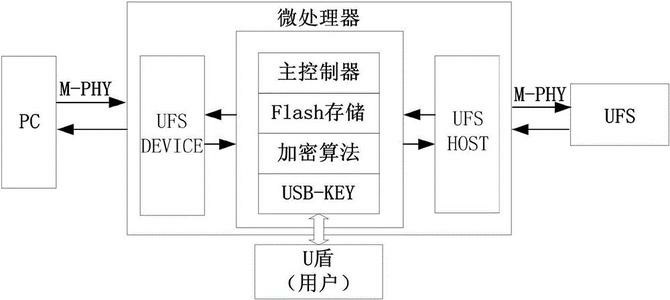 微处理器
PC
M-PHY
UFS
DEVICE
主控制器
Flash存储
加密算法
USB-KEY
UFS
HOST
M-PHY
UFS
U盾
（用户）